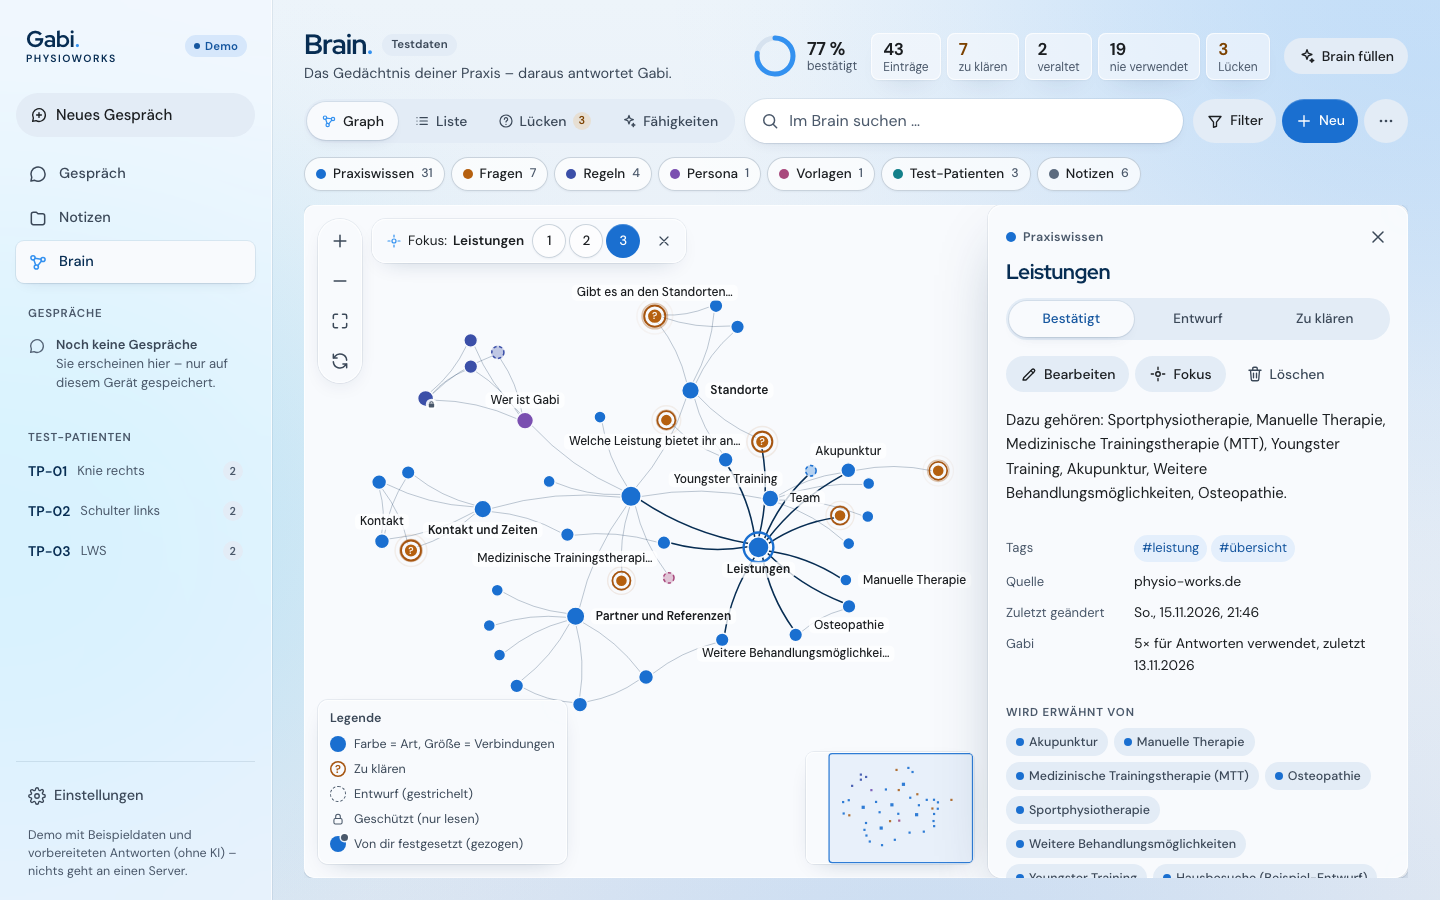 Gabi.
PHYSIOWORKS
Demo
Neues Gespräch
Gespräch
Notizen
Brain
GESPRÄCHE
Noch keine Gespräche
Sie erscheinen hier – nur auf
diesem Gerät gespeichert.
TEST-PATIENTEN
TP-01 Knie rechts 2
TP-02 Schulter links 2
TP-03 LWS 2
Einstellungen
Demo mit Beispieldaten und
vorbereiteten Antworten (ohne KI) –
nichts geht an einen Server.
Brain. Testdaten
Das Gedächtnis deiner Praxis – daraus antwortet Gabi.
77 %
bestätigt
43
Einträge
7
zu klären
2
veraltet
19
nie verwendet
3
Lücken
Brain füllen
Graph
Liste
Lücken 3
Fähigkeiten
Im Brain suchen ...
Filter
Neu
Praxiswissen 31
Fragen 7
Regeln 4
Persona 1
Vorlagen 1
Test-Patienten 3
Notizen 6
Fokus: Leistungen 1 2 3
Gibt es an den Standorten...
Standorte
Wer ist Gabi
Welche Leistung bietet ihr an...
Akupunktur
Youngster Training
Team
Kontakt
Kontakt und Zeiten
Medizinische Trainingstherapi...
Leistungen
Manuelle Therapie
Partner und Referenzen
Osteopathie
Weitere Behandlungsmöglichkei...
Legende
Farbe = Art, Größe = Verbindungen
Zu klären
Entwurf (gestrichelt)
Geschützt (nur lesen)
Von dir festgesetzt (gezogen)
Praxiswissen
Leistungen
Bestätigt
Entwurf
Zu klären
Bearbeiten
Fokus
Löschen
Dazu gehören: Sportphysiotherapie, Manuelle Therapie,
Medizinische Trainingstherapie (MTT), Youngster
Training, Akupunktur, Weitere
Behandlungsmöglichkeiten, Osteopathie.
Tags #leistung #übersicht
Quelle physio-works.de
Zuletzt geändert So., 15.11.2026, 21:46
Gabi 5× für Antworten verwendet, zuletzt
13.11.2026
WIRD ERWÄHNT VON
Akupunktur
Manuelle Therapie
Medizinische Trainingstherapie (MTT)
Osteopathie
Sportphysiotherapie
Weitere Behandlungsmöglichkeiten
Youngster Training
Hausbesuche (Beispiel-Entwurf)